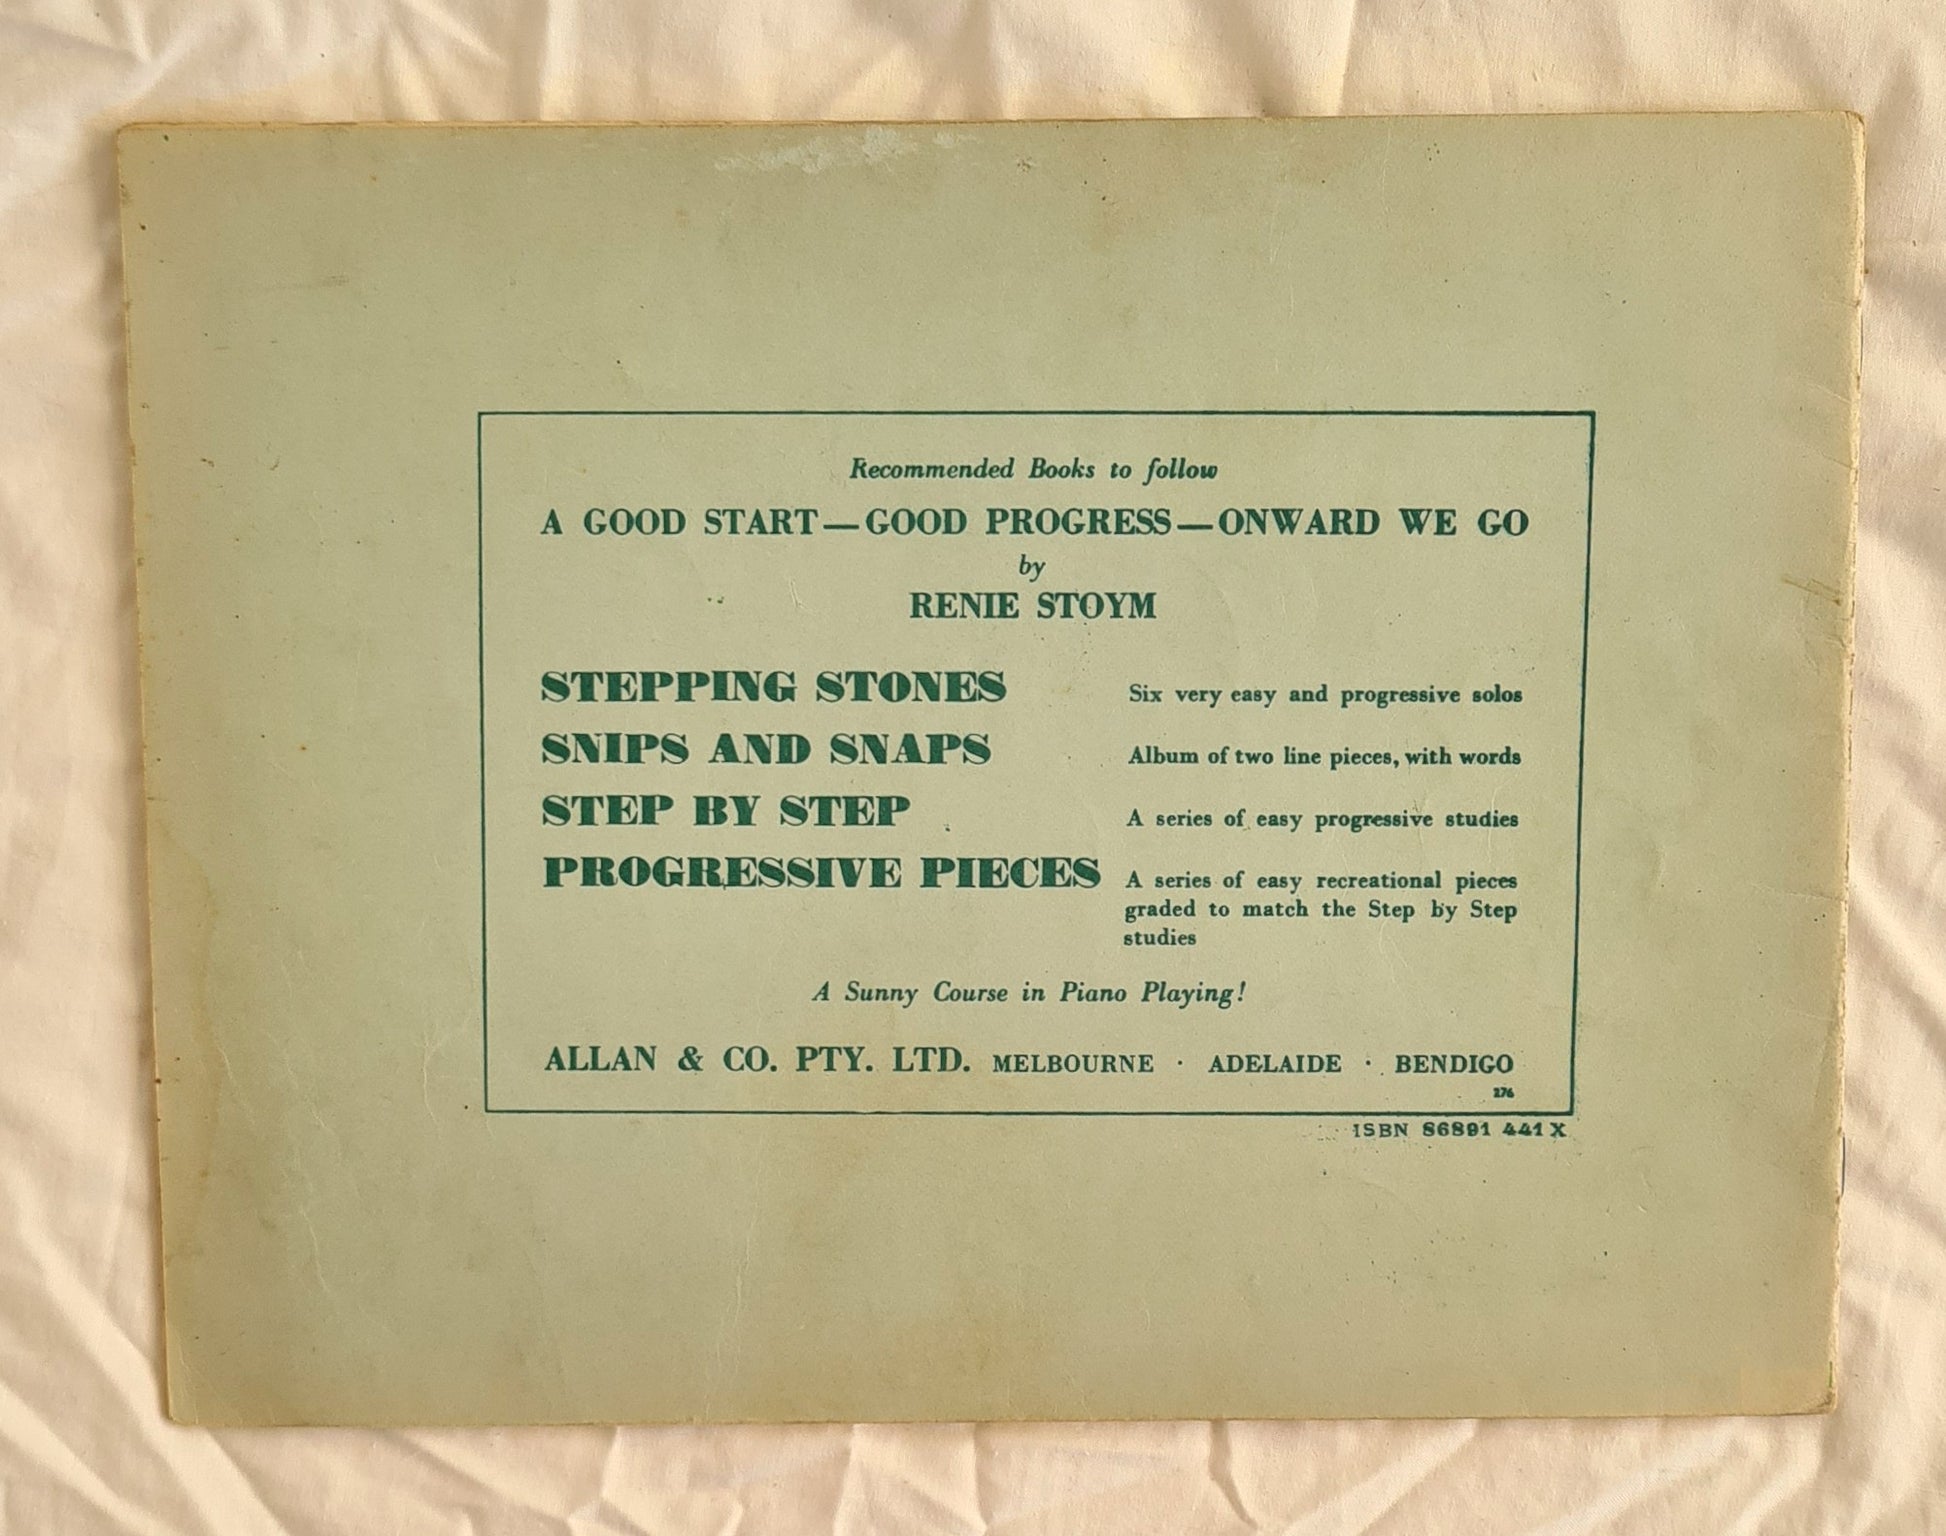 Recommended Books to follow
A GOOD START—GOOD PROGRESS—ONWARD WE GO
by
RENIE STOYM
STEPPING STONES Six very easy and progressive solos
SNIPS AND SNAPS Album of two line pieces, with words
STEP BY STEP A series of easy progressive studies
PROGRESSIVE PIECES A series of easy recreational pieces
graded to match the Step by Step
studies
A Sunny Course in Piano Playing!
ALLAN & CO. PTY. LTD. MELBOURNE · ADELAIDE · BENDIGO
276
ISBN 86891 441 X